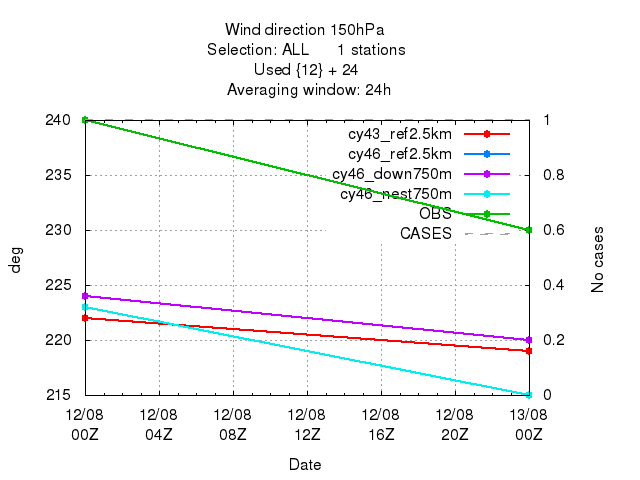 Wind direction 150hPa
Selection: ALL 1 stations
Used {12} + 24
Averaging window: 24h
240 1
cy43_ref2.5km
cy46_ref2.5km
235 cy46_down750m 0.8
cy46_nest750m
OBS
230 CASES 0.6
deg
No cases
225 0.4
220 0.2
215 0
12/08 12/08 12/08 12/08 12/08 12/08 13/08
00Z 04Z 08Z 12Z 16Z 20Z 00Z
Date